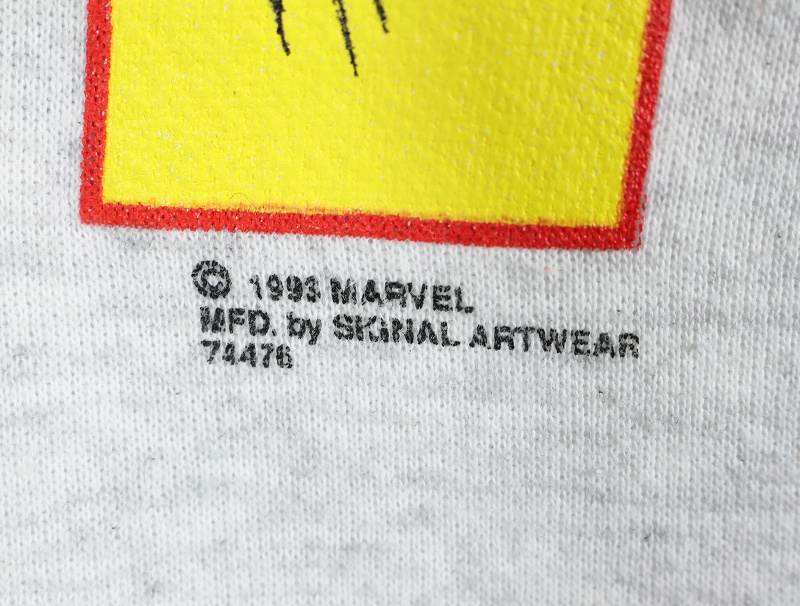 © 1993 MARVEL
MFD. by SIGNAL ARTWEAR
74476